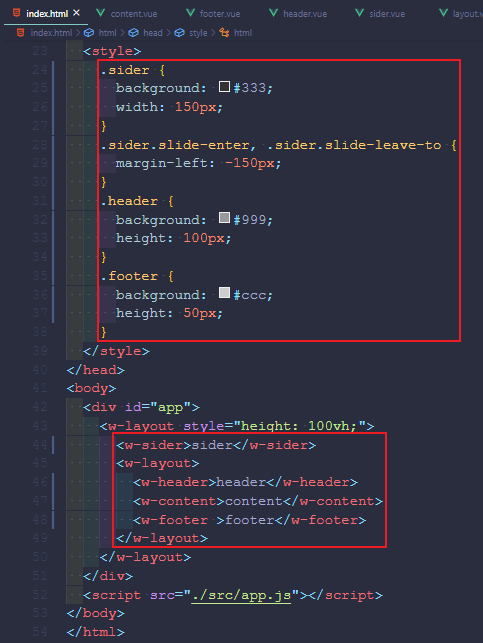 index.html × content.vue footer.vue header.vue sider.vue layout.v
index.html > html > head > style > html
23 <style>
24 .sider {
25 background: #333;
26 width: 150px;
27 }
28 .sider.slide-enter, .sider.slide-leave-to {
29 margin-left: -150px;
30 }
31 .header {
32 background: #999;
33 height: 100px;
34 }
35 .footer {
36 background: #ccc;
37 height: 50px;
38 }
39 </style>
40 </head>
41 <body>
42 <div id="app">
43 <w-layout style="height: 100vh;">
44 <w-sider>sider</w-sider>
45 <w-layout>
46 <w-header>header</w-header>
47 <w-content>content</w-content>
48 <w-footer >footer</w-footer>
49 </w-layout>
50 </w-layout>
51 </div>
52 <script src="./src/app.js"></script>
53 </body>
54 </html>